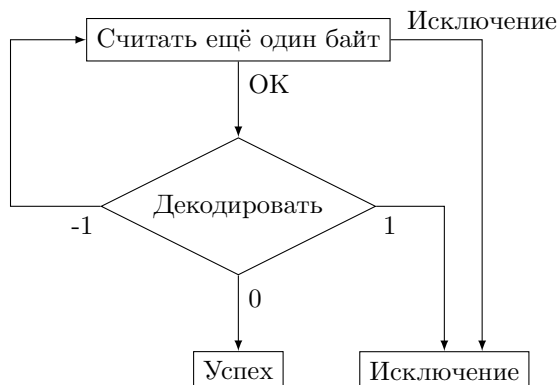 Исключение
Считать ещё один байт
OK
Декодировать
-1
1
0
Успех
Исключение